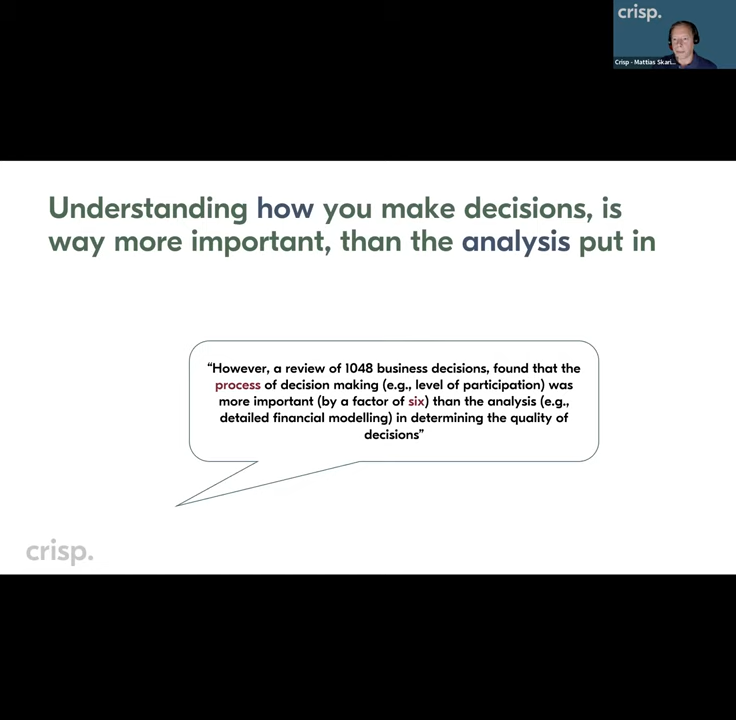 crisp.
Crisp - Mattias Skari...
Understanding how you make decisions, is
way more important, than the analysis put in
“However, a review of 1048 business decisions, found that the
process of decision making (e.g., level of participation) was
more important (by a factor of six) than the analysis (e.g.,
detailed financial modelling) in determining the quality of
decisions”
crisp.